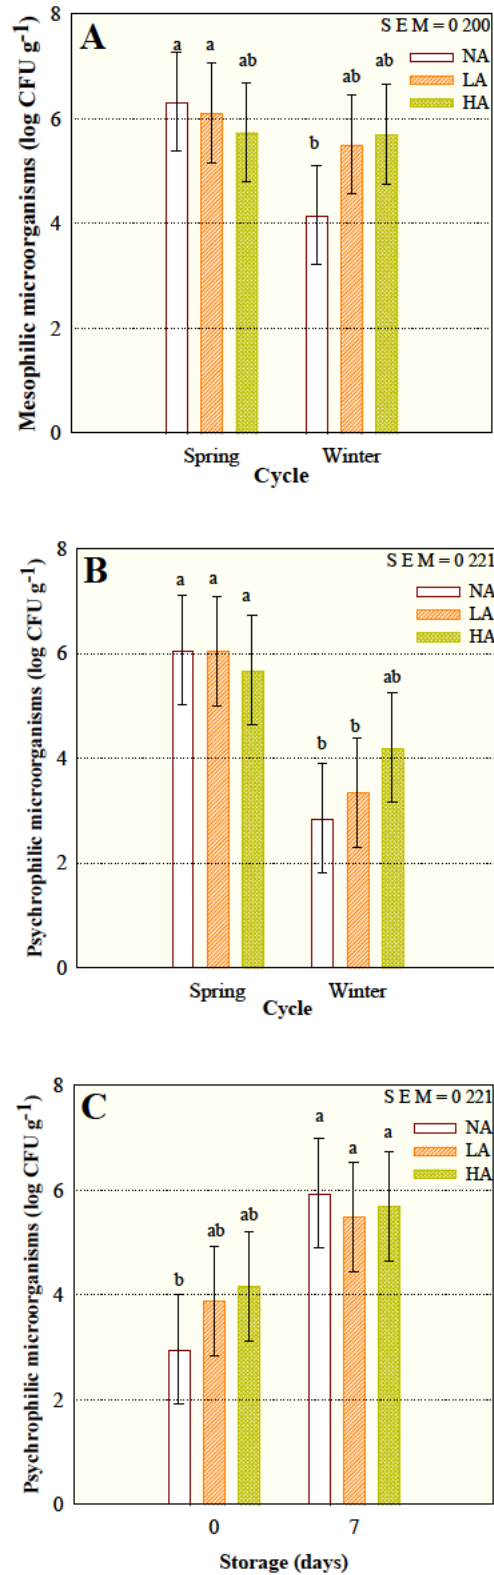 A
S E M = 0 200
NA
LA
HA
Mesophilic microorganisms (log CFU g-1)
8
6
4
2
0
a
a
ab
b
ab
ab
Spring
Winter
Cycle
B
S E M = 0 221
NA
LA
HA
Psychrophilic microorganisms (log CFU g-1)
8
6
4
2
0
a
a
a
b
b
ab
Spring
Winter
Cycle
C
S E M = 0 221
NA
LA
HA
Psychrophilic microorganisms (log CFU g-1)
8
6
4
2
0
b
ab
ab
a
a
a
0
7
Storage (days)